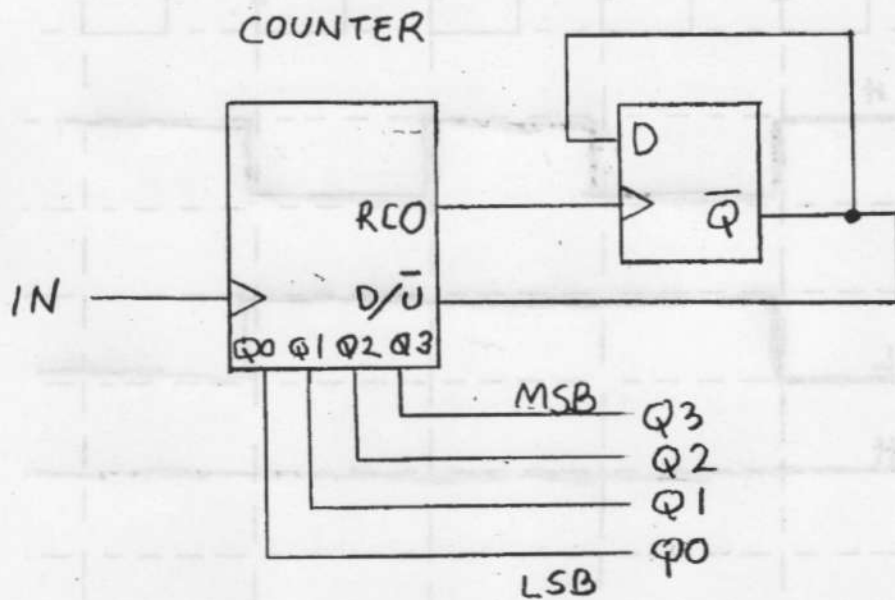 COUNTER
D
RCO
Q̅
IN
D/U̅
Q0 Q1 Q2 Q3
MSB Q3
Q2
Q1
Q0
LSB